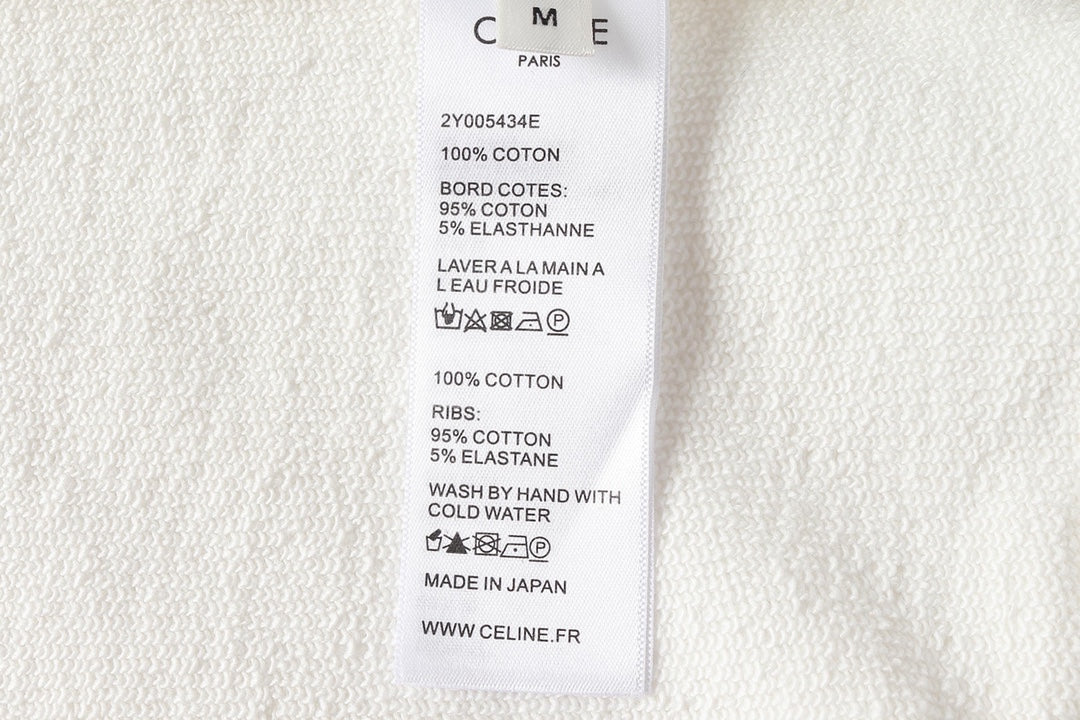 M
C E
PARIS
2Y005434E
100% COTON
BORD COTES:
95% COTON
5% ELASTHANNE
LAVER A LA MAIN A
L EAU FROIDE
P
100% COTTON
RIBS:
95% COTTON
5% ELASTANE
WASH BY HAND WITH
COLD WATER
P
MADE IN JAPAN
WWW CELINE.FR